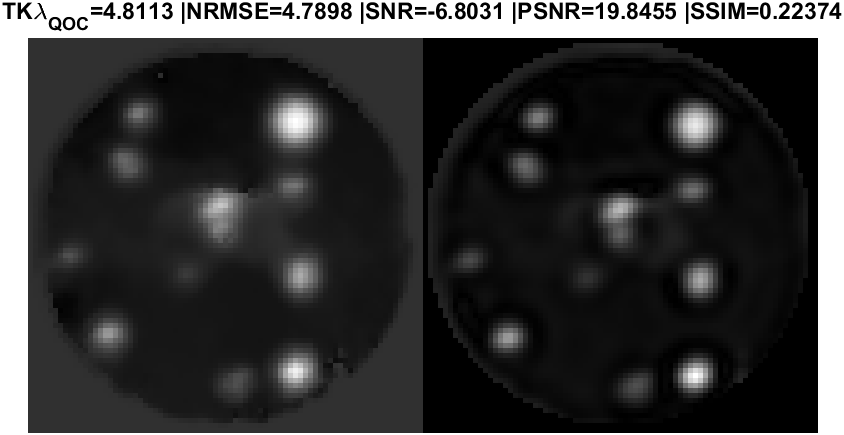 TKλQOC=4.8113 |NRMSE=4.7898 |SNR=-6.8031 |PSNR=19.8455 |SSIM=0.22374